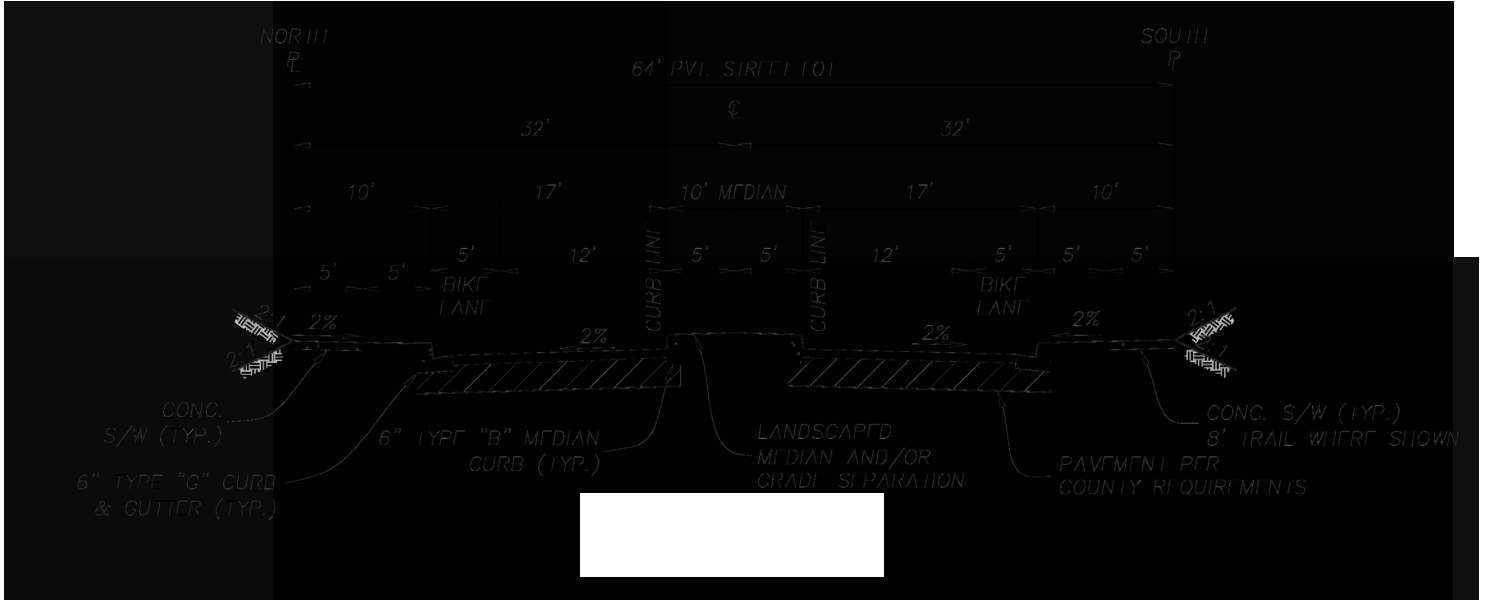 NORTH
SOUTH
PL
PL
64' PVT. STREET LOT
CL
32'
32'
10'
17'
10' MEDIAN
17'
10'
5'
5'
5'
12'
5'
5'
12'
5'
5'
5'
BIKE
LANE
CURB LINE
CURB LINE
BIKE
LANE
2:1
2%
2%
2%
2%
2:1
2:1
2:1
CONC.
S/W (TYP.)
6" TYPE "G" CURB
& GUTTER (TYP.)
6" TYPE "B" MEDIAN
CURB (TYP.)
LANDSCAPED
MEDIAN AND/OR
GRADE SEPARATION
PAVEMENT PER
COUNTY REQUIREMENTS
CONC. S/W (TYP.)
8' TRAIL WHERE SHOWN